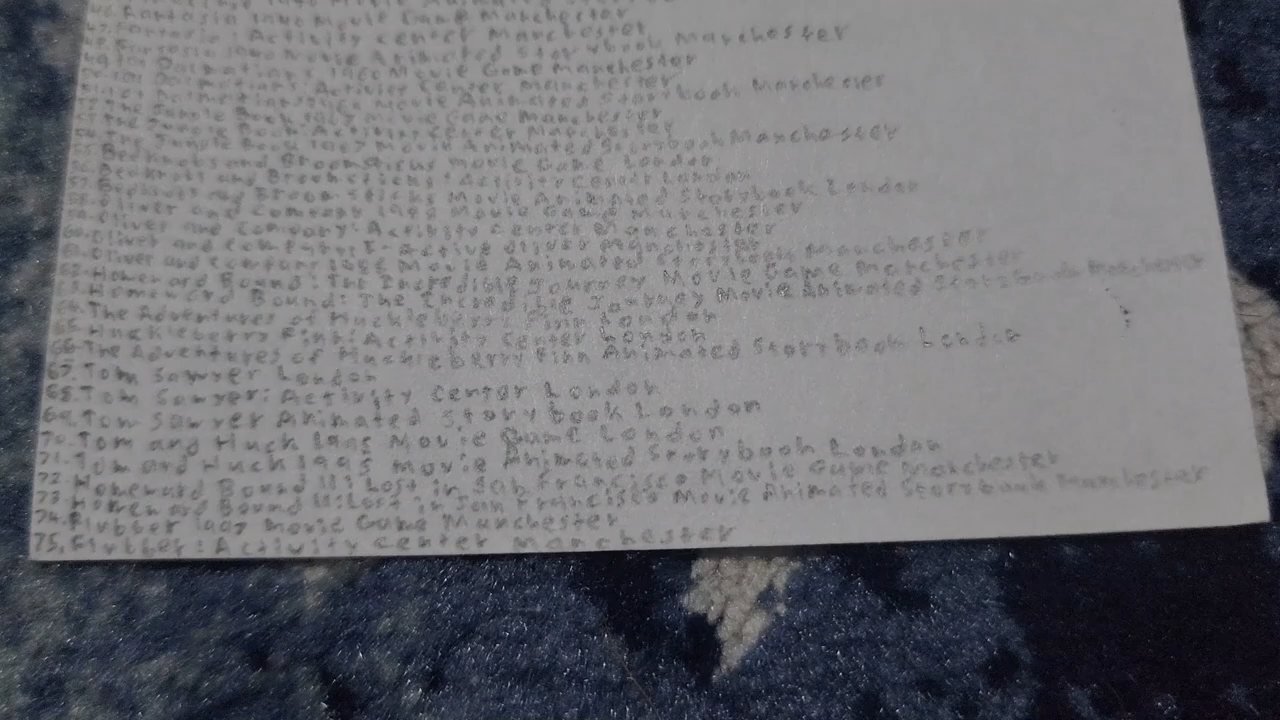 Fantasia 1940 Movie Game Manchester
Fantasia: Activity Center Manchester
Fantasia 1940 Movie Animated Storybook Manchester
Dalmatians 1961 Movie Game Manchester
Dalmatians: Activity Center Manchester
Dalmatians Movie Animated Storybook Manchester
The Jungle Book 1967 Movie Game Manchester
The Jungle Book: Activity Center Manchester
The Jungle Book 1967 Movie Animated Storybook Manchester
Bedknobs and Broomsticks Movie Game London
Bedknobs and Broomsticks: Activity Center London
Bedknobs and Broomsticks Movie Animated Storybook London
Oliver and Company 1988 Movie Game Manchester
Oliver and Company: Activity Center Manchester
60. Oliver and Company Manchester
61. Oliver and Company 1988 Movie Animated Storybook Manchester
62. Homeward Bound: The Incredible Journey Movie Game Manchester
63. Homeward Bound: The Incredible Journey Movie Animated Storybook Manchester
64. The Adventures of Huckleberry Finn London
65. Huckleberry Finn: Activity Center London
66. The Adventures of Huckleberry Finn Animated Storybook London
67. Tom Sawyer London
68. Tom Sawyer: Activity Center London
69. Tom Sawyer Animated Storybook London
70. Tom and Huck 1995 Movie Game London
71. Tom and Huck 1995 Movie Animated Storybook London
72. Homeward Bound II: Lost in San Francisco Movie Game Manchester
73. Homeward Bound II: Lost in San Francisco Movie Animated Storybook Manchester
74. Flubber 1997 Movie Game Manchester
75. Flubber: Activity Center Manchester